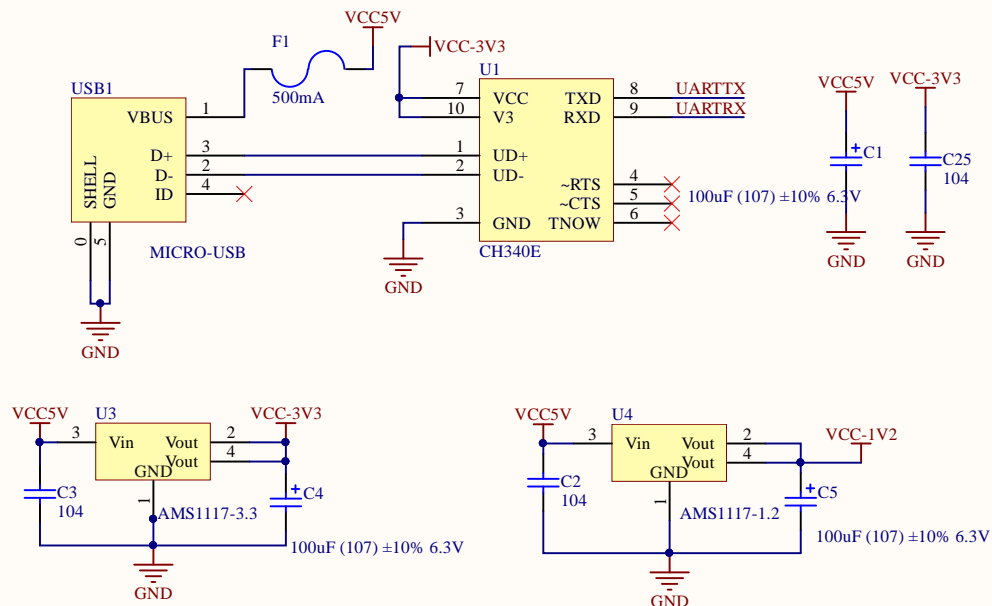 VCC5V
F1
500mA
VCC-3V3
USB1
VBUS 1
D+ 3
D- 2
ID 4
SHELL
GND
0
5
MICRO-USB
GND
U1
7 VCC TXD 8 UARTTX
10 V3 RXD 9 UARTRX
1 UD+
2 UD-
~RTS 4
~CTS 5
3 GND TNOW 6
CH340E
GND
VCC5V
C1
100uF (107) ±10% 6.3V
GND
VCC-3V3
C25
104
GND
VCC5V
U3
VCC-3V3
3 Vin Vout 2
Vout 4
GND
1
C3
104
AMS1117-3.3
C4
100uF (107) ±10% 6.3V
GND
VCC5V
U4
VCC-1V2
3 Vin Vout 2
Vout 4
GND
1
C2
104
AMS1117-1.2
C5
100uF (107) ±10% 6.3V
GND